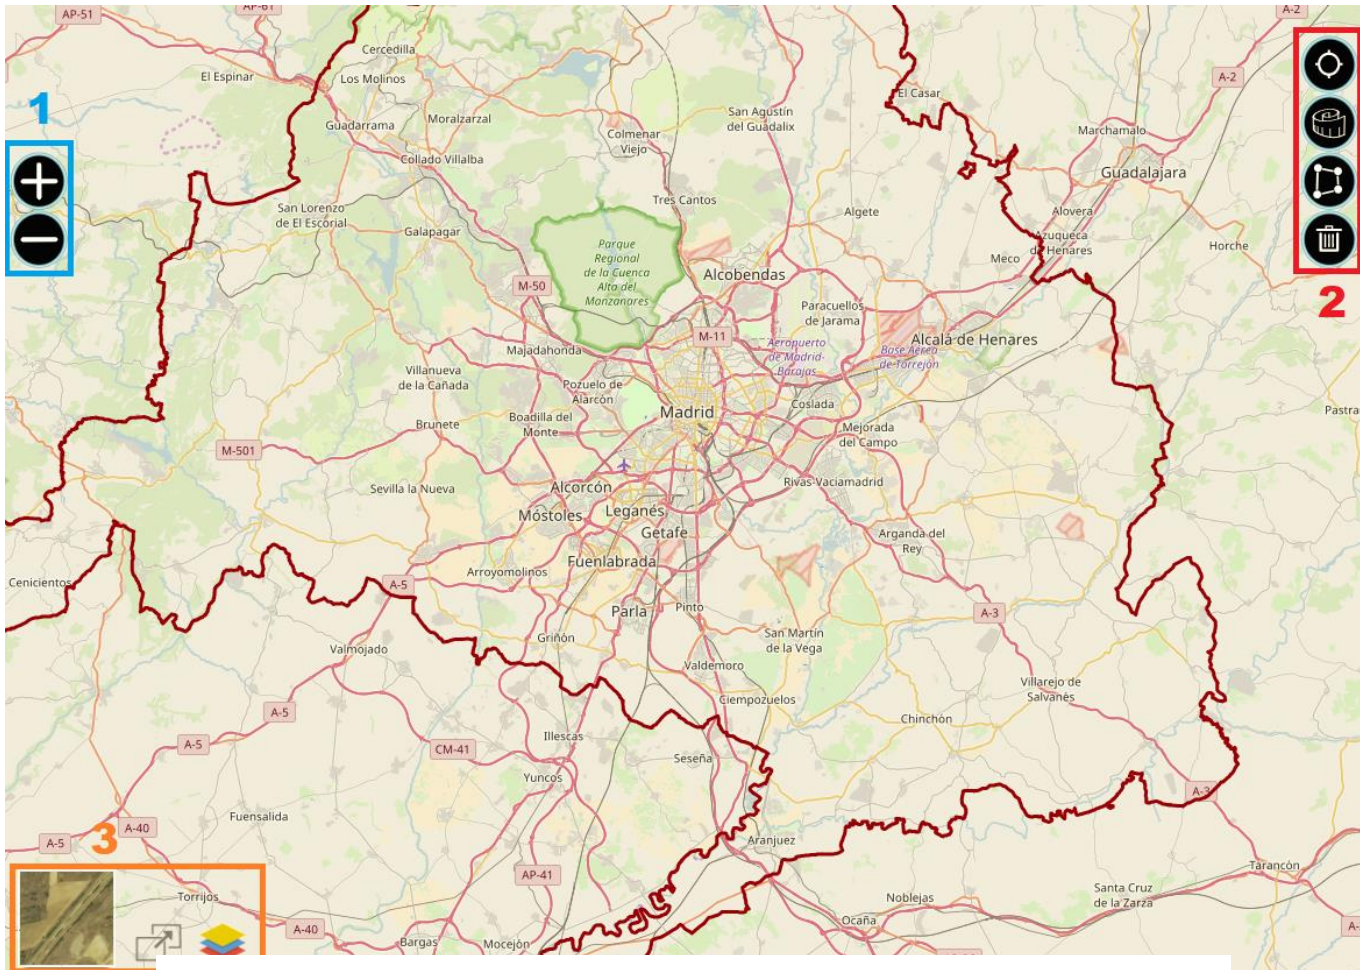 AP-51
AP-61
A-2
Cercedilla
El Espinar
Los Molinos
A-2
1
El Casar
San Agustín
del Guadalix
Moralzarzal
Guadarrama
Colmenar
Viejo
Marchamalo
Collado Villalba
Guadalajara
Tres Cantos
San Lorenzo
de El Escorial
Algete
Alovera
Galapagar
Azuqueca
de Henares
Horche
Parque
Regional
de la Cuenca
Alta del
Manzanares
Meco
Alcobendas
M-50
2
Paracuellos
de Jarama
M-11
Alcalá de Henares
Aeropuerto
de Madrid-
Barajas
Base Aérea
de Torrejón
Majadahonda
Villanueva
de la Cañada
Pozuelo de
Alarcón
Coslada
Madrid
Pastra
Boadilla del
Monte
Brunete
Mejorada
del Campo
M-501
Rivas-Vaciamadrid
Sevilla la Nueva
Alcorcón
Móstoles
Leganés
Getafe
Arganda del
Rey
Fuenlabrada
Arroyomolinos
Cenicientos
A-5
Parla
Pinto
A-3
San Martín
de la Vega
Griñón
Valmojado
Valdemoro
Villarejo de
Salvanés
Ciempozuelos
A-5
Chinchón
Illescas
A-5
CM-41
Seseña
Yuncos
A-3
Fuensalida
A-40
3
A-5
Aranjuez
Tarancón
AP-41
Torrijos
Santa Cruz
de la Zarza
Noblejas
Ocaña
A-40
A-
Bargas
Mocejón